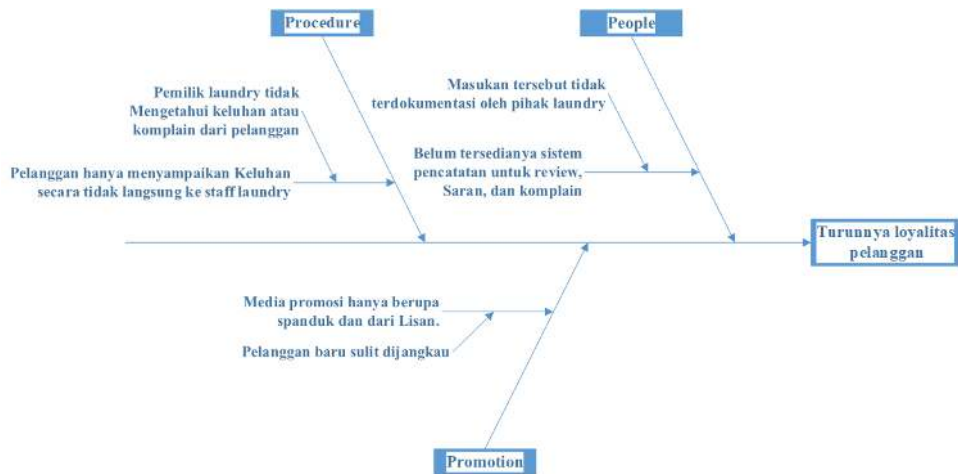 Procedure
People
Pemilik laundry tidak
Mengetahui keluhan atau
komplain dari pelanggan
Masukan tersebut tidak
terdokumentasi oleh pihak laundry
Pelanggan hanya menyampaikan Keluhan
secara tidak langsung ke staff laundry
Belum tersedianya sistem
pencatatan untuk review,
Saran, dan komplain
Turunnya loyalitas
pelanggan
Media promosi hanya berupa
spanduk dan dari Lisan.
Pelanggan baru sulit dijangkau
Promotion